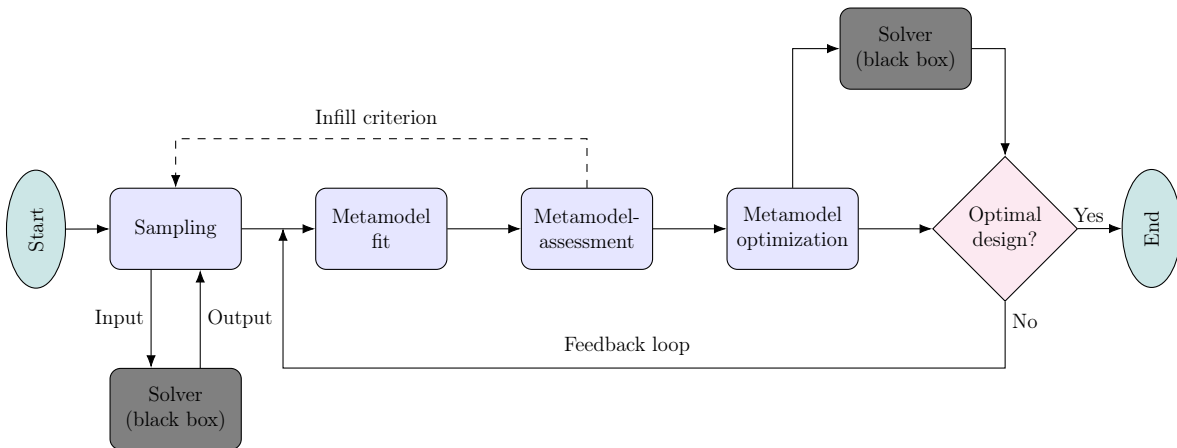 Solver
(black box)
Infill criterion
Start
Sampling
Metamodel
fit
Metamodel-
assessment
Metamodel
optimization
Optimal
design?
Yes
End
Input
Output
No
Feedback loop
Solver
(black box)